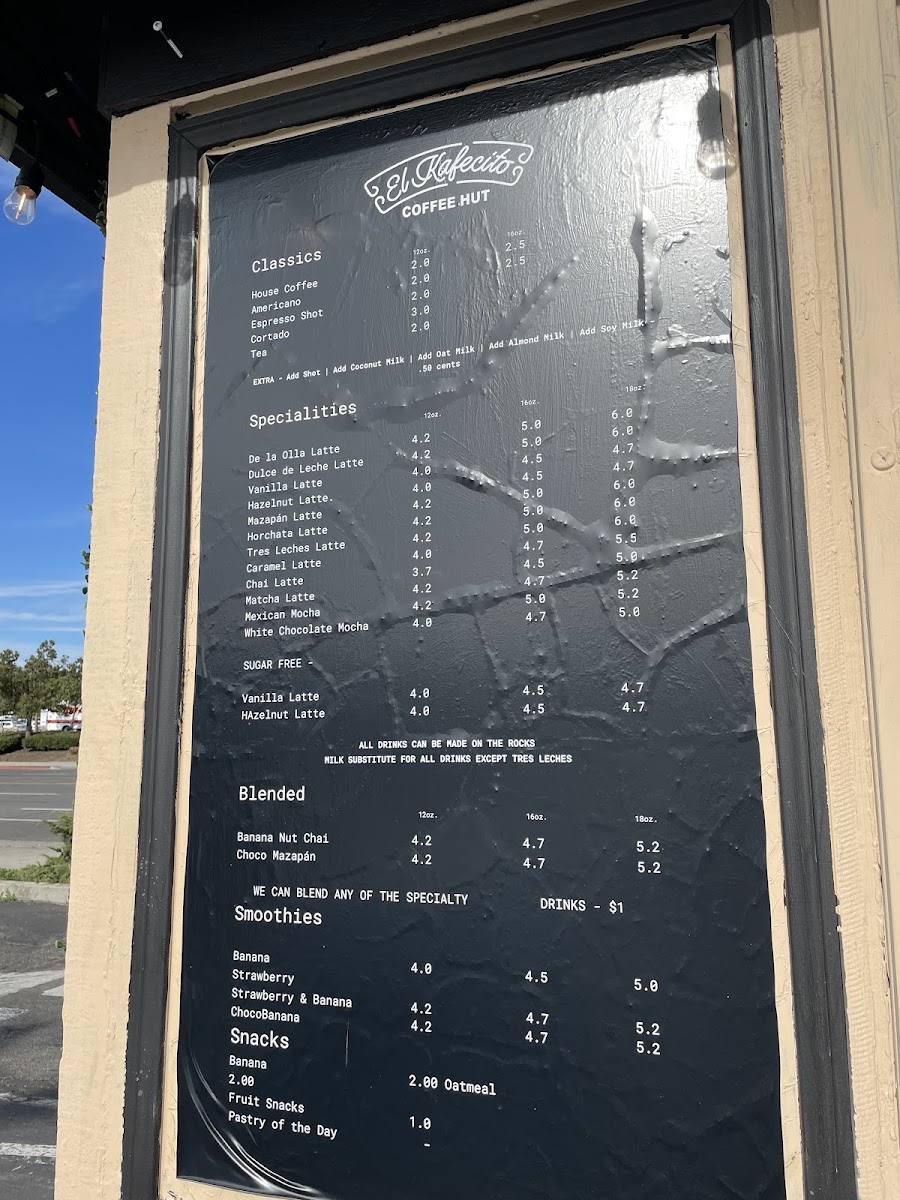 El Kafecito
COFFEE HUT
Classics 12oz. 16oz.
House Coffee 2.0 2.5
Americano 2.0 2.5
Espresso Shot 2.0
Cortado 3.0
Tea 2.0
EXTRA - Add Shot | Add Coconut Milk | Add Oat Milk | Add Almond Milk | Add Soy Milk -
.50 cents
Specialities 12oz. 16oz. 18oz.
De la Olla Latte 4.2 5.0 6.0
Dulce de Leche Latte 4.2 5.0 6.0
Vanilla Latte 4.0 4.5 4.7
Hazelnut Latte. 4.0 4.5 4.7
Mazapán Latte 4.2 5.0 6.0
Horchata Latte 4.2 5.0 6.0
Tres Leches Latte 4.2 5.0 6.0
Caramel Latte 4.0 4.7 5.5
Chai Latte 3.7 4.5 5.0
Matcha Latte 4.2 4.7 5.2
Mexican Mocha 4.2 5.0 5.2
White Chocolate Mocha 4.0 4.7 5.0
SUGAR FREE -
Vanilla Latte 4.0 4.5 4.7
HAzelnut Latte 4.0 4.5 4.7
ALL DRINKS CAN BE MADE ON THE ROCKS
MILK SUBSTITUTE FOR ALL DRINKS EXCEPT TRES LECHES
Blended 12oz. 16oz. 18oz.
Banana Nut Chai 4.2 4.7 5.2
Choco Mazapán 4.2 4.7 5.2
WE CAN BLEND ANY OF THE SPECIALTY DRINKS - $1
Smoothies
Banana 4.0 4.5 5.0
Strawberry
Strawberry & Banana 4.2 4.7 5.2
ChocoBanana 4.2 4.7 5.2
Snacks
Banana
2.00 2.00 Oatmeal
Fruit Snacks 1.0
Pastry of the Day -